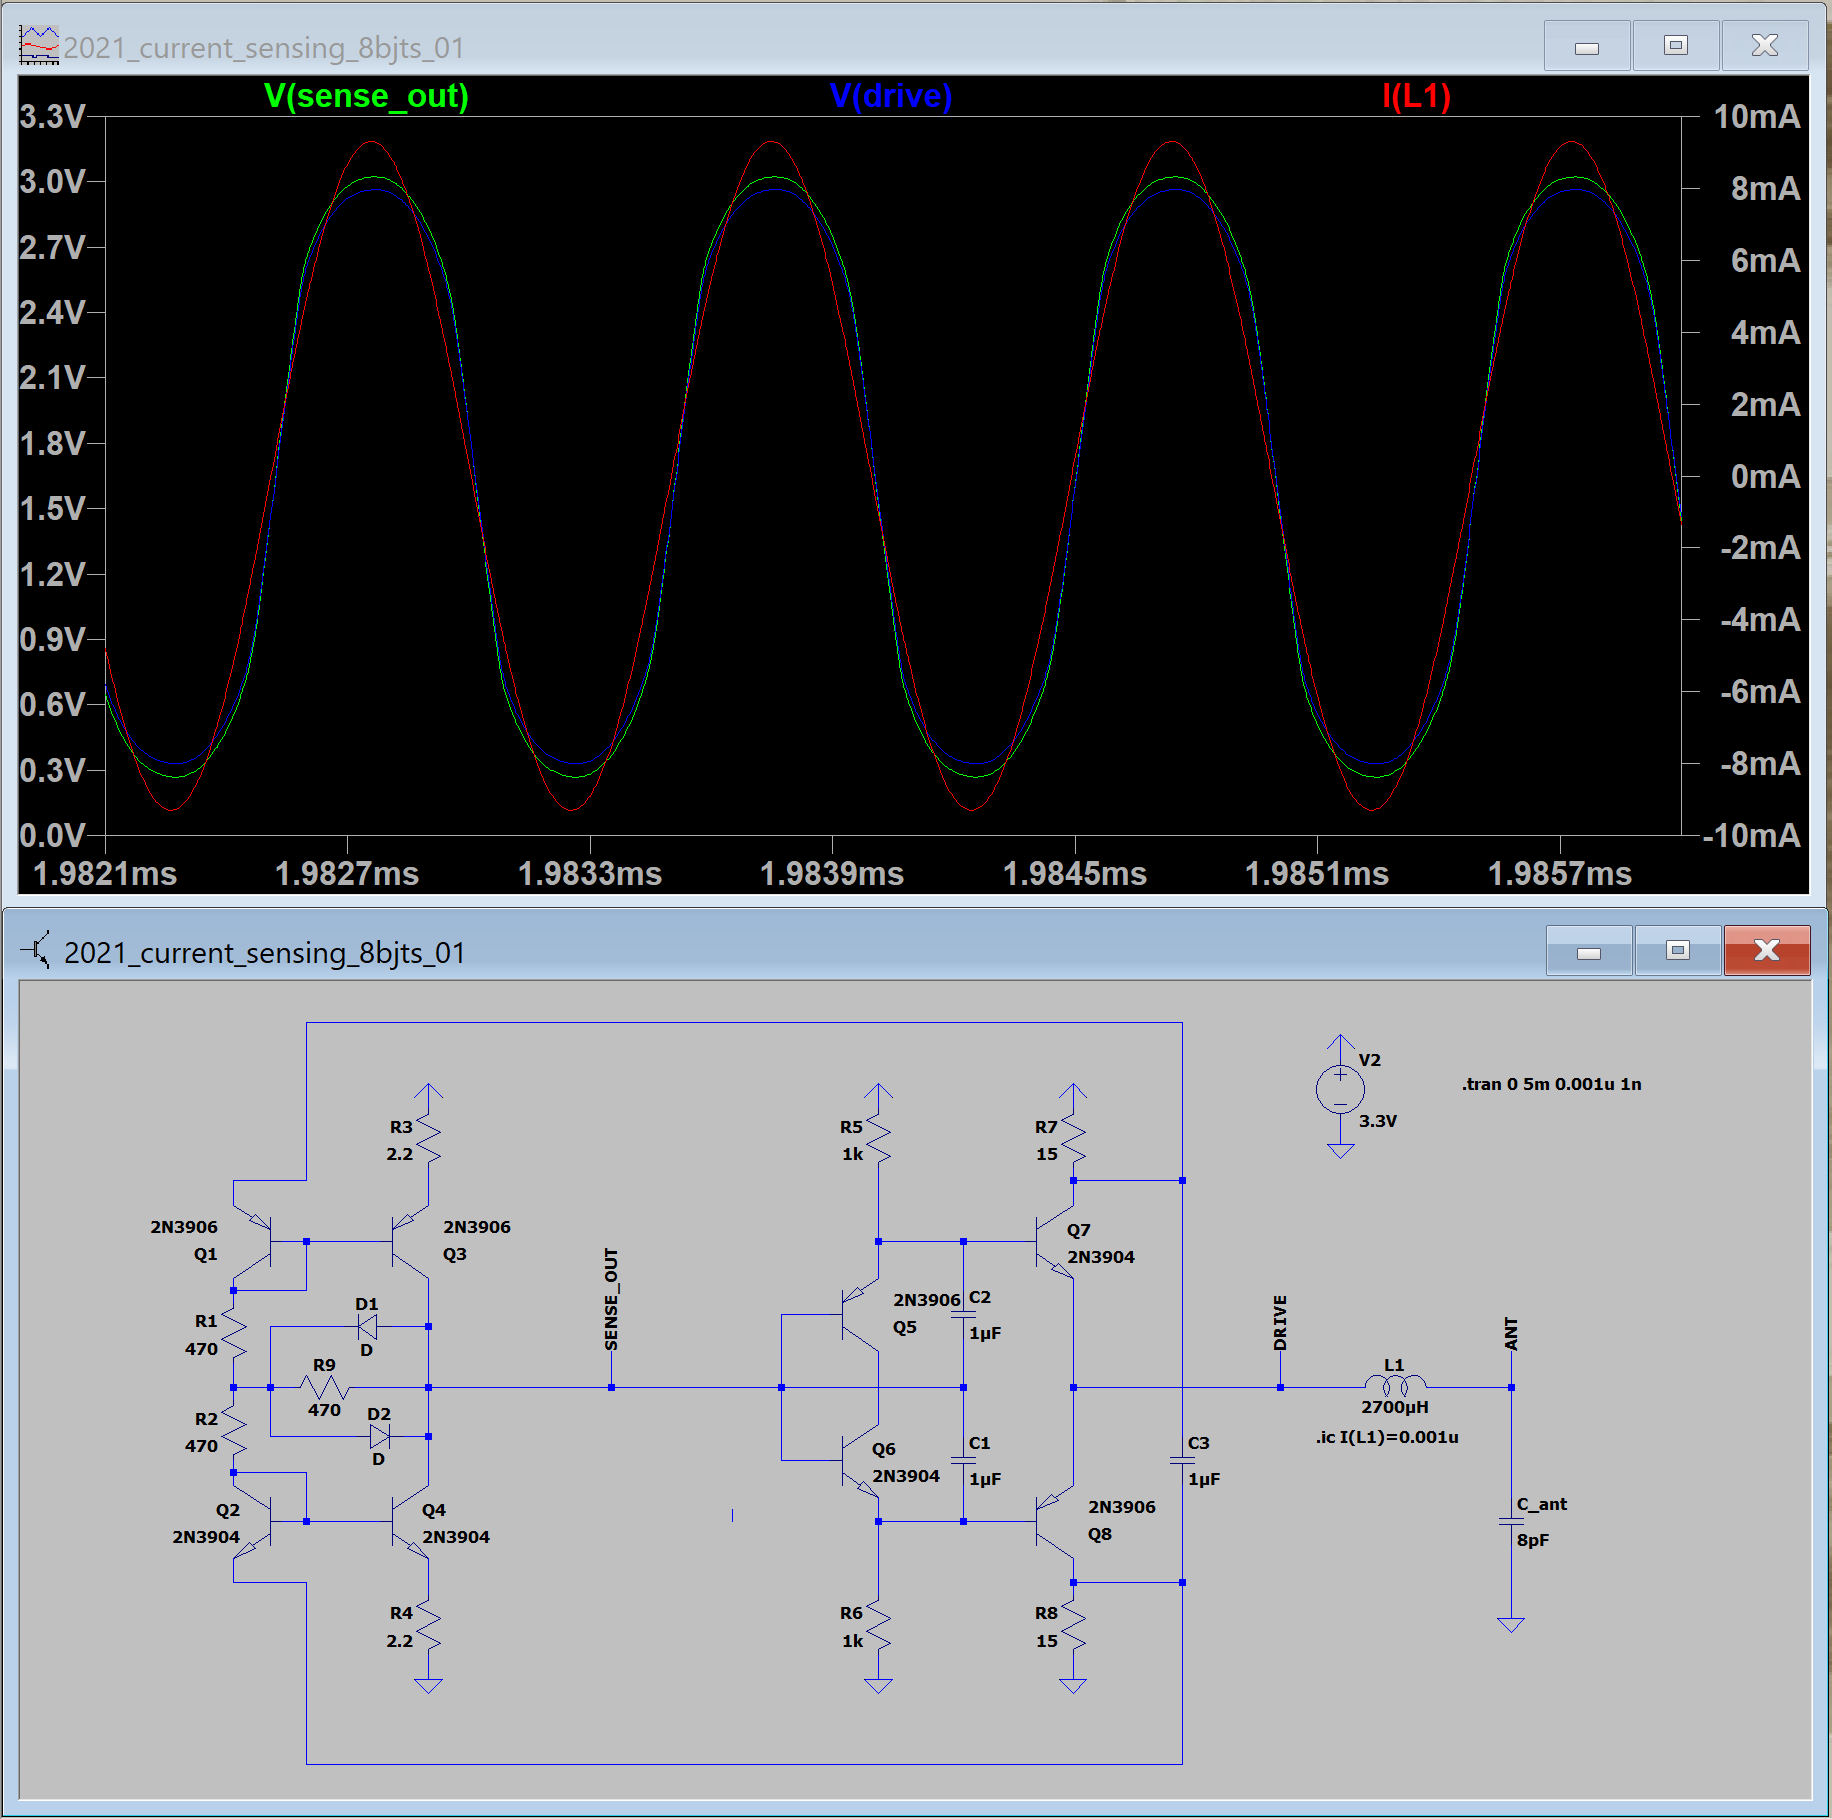 2021_current_sensing_8bjts_01
V(sense_out) V(drive) I(L1)
3.3V 10mA
3.0V 8mA
2.7V 6mA
2.4V 4mA
2.1V 2mA
1.8V 0mA
1.5V -2mA
1.2V -4mA
0.9V -6mA
0.6V -8mA
0.3V -10mA
0.0V
1.9821ms 1.9827ms 1.9833ms 1.9839ms 1.9845ms 1.9851ms 1.9857ms
2021_current_sensing_8bjts_01
V2
3.3V
.tran 0 5m 0.001u 1n
R3
2.2
R5
1k
R7
15
2N3906
Q1
2N3906
Q3
Q7
2N3904
R1
470
D1
D
R9
470
D2
D
R2
470
SENSE_OUT
2N3906
Q5
C2
1µF
DRIVE
ANT
L1
2700µH
.ic I(L1)=0.001u
Q6
2N3904
C1
1µF
C3
1µF
Q2
2N3904
Q4
2N3904
2N3906
Q8
C_ant
8pF
R4
2.2
R6
1k
R8
15